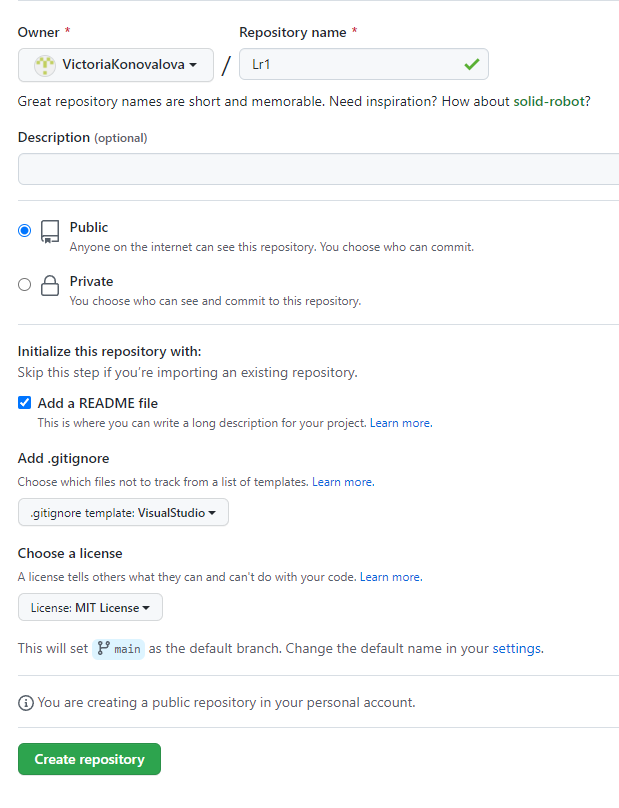 Owner * Repository name *
VictoriaKonovalova / Lr1
Great repository names are short and memorable. Need inspiration? How about solid-robot?
Description (optional)
Public
Anyone on the internet can see this repository. You choose who can commit.
Private
You choose who can see and commit to this repository.
Initialize this repository with:
Skip this step if you're importing an existing repository.
Add a README file
This is where you can write a long description for your project. Learn more.
Add .gitignore
Choose which files not to track from a list of templates. Learn more.
.gitignore template: VisualStudio
Choose a license
A license tells others what they can and can't do with your code. Learn more.
License: MIT License
This will set main as the default branch. Change the default name in your settings.
You are creating a public repository in your personal account.
Create repository